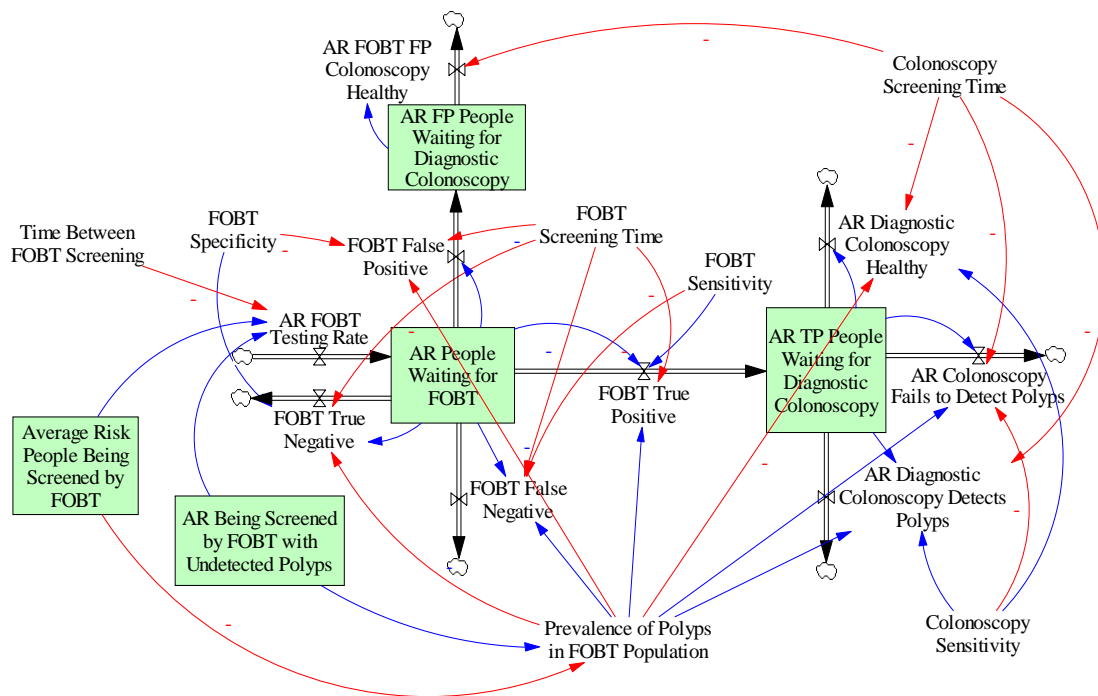 AR FOBT FP
Colonoscopy
Healthy
Colonoscopy
Screening Time
AR FP People
Waiting for
Diagnostic
Colonoscopy
Time Between
FOBT Screening
FOBT
Specificity
FOBT False
Positive
FOBT
Screening Time
FOBT
Sensitivity
AR Diagnostic
Colonoscopy
Healthy
AR FOBT
Testing Rate
AR People
Waiting for
FOBT
AR TP People
Waiting for
Diagnostic
Colonoscopy
FOBT True
Negative
FOBT True
Positive
AR Colonoscopy
Fails to Detect Polyps
Average Risk
People Being
Screened by
FOBT
AR Being Screened
by FOBT with
Undetected Polyps
FOBT False
Negative
AR Diagnostic
Colonoscopy Detects
Polyps
Prevalence of Polyps
in FOBT Population
Colonoscopy
Sensitivity